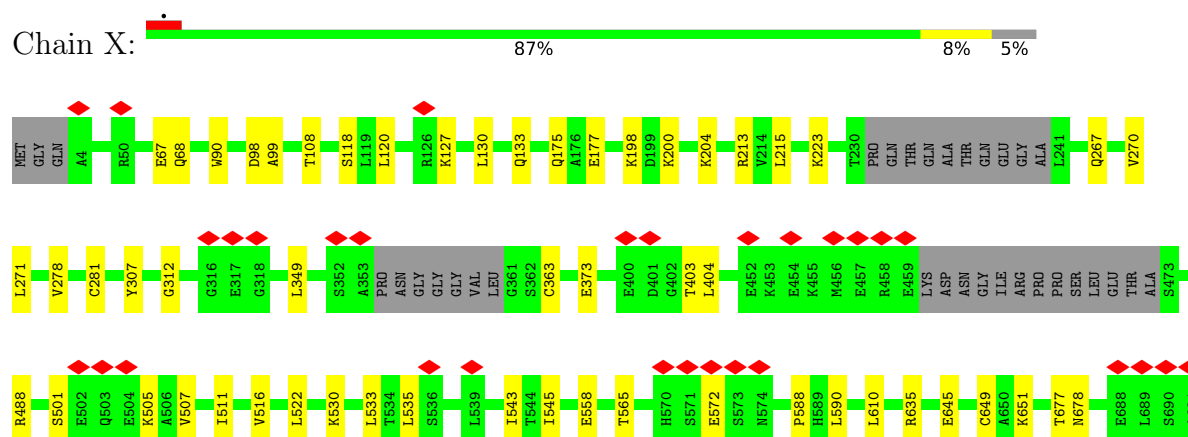 Chain X:
87% 8% 5%
MET GLY GLN A4 R50 E67 Q68 W90 D98 A99 T108 S118 L119 L120 R126 K127 L130 Q133 Q175 A176 E177 K198 D199 K200 K204 R213 V214 L215 K223 T230 PRO GLN THR GLN ALA THR GLN GLU GLY ALA L241 Q267 V270
L271 V278 C281 Y307 G312 G316 E317 G318 L349 S352 A353 PRO ASN GLY GLY GLY VAL LEU G361 S362 C363 E373 E400 D401 G402 T403 L404 E452 K453 E454 K455 M456 E457 R458 E459 LYS ASP ASN GLY ILE ARG PRO PRO SER LEU GLU THR ALA S473
R488 S501 E502 Q503 E504 K505 A506 V507 I511 V516 L522 K530 L533 T534 L535 S536 L539 I543 T544 I545 E558 T565 H570 S571 E572 S573 N574 P588 H589 L590 L610 R635 E645 C649 A650 K651 T677 N678 E688 L689 S690